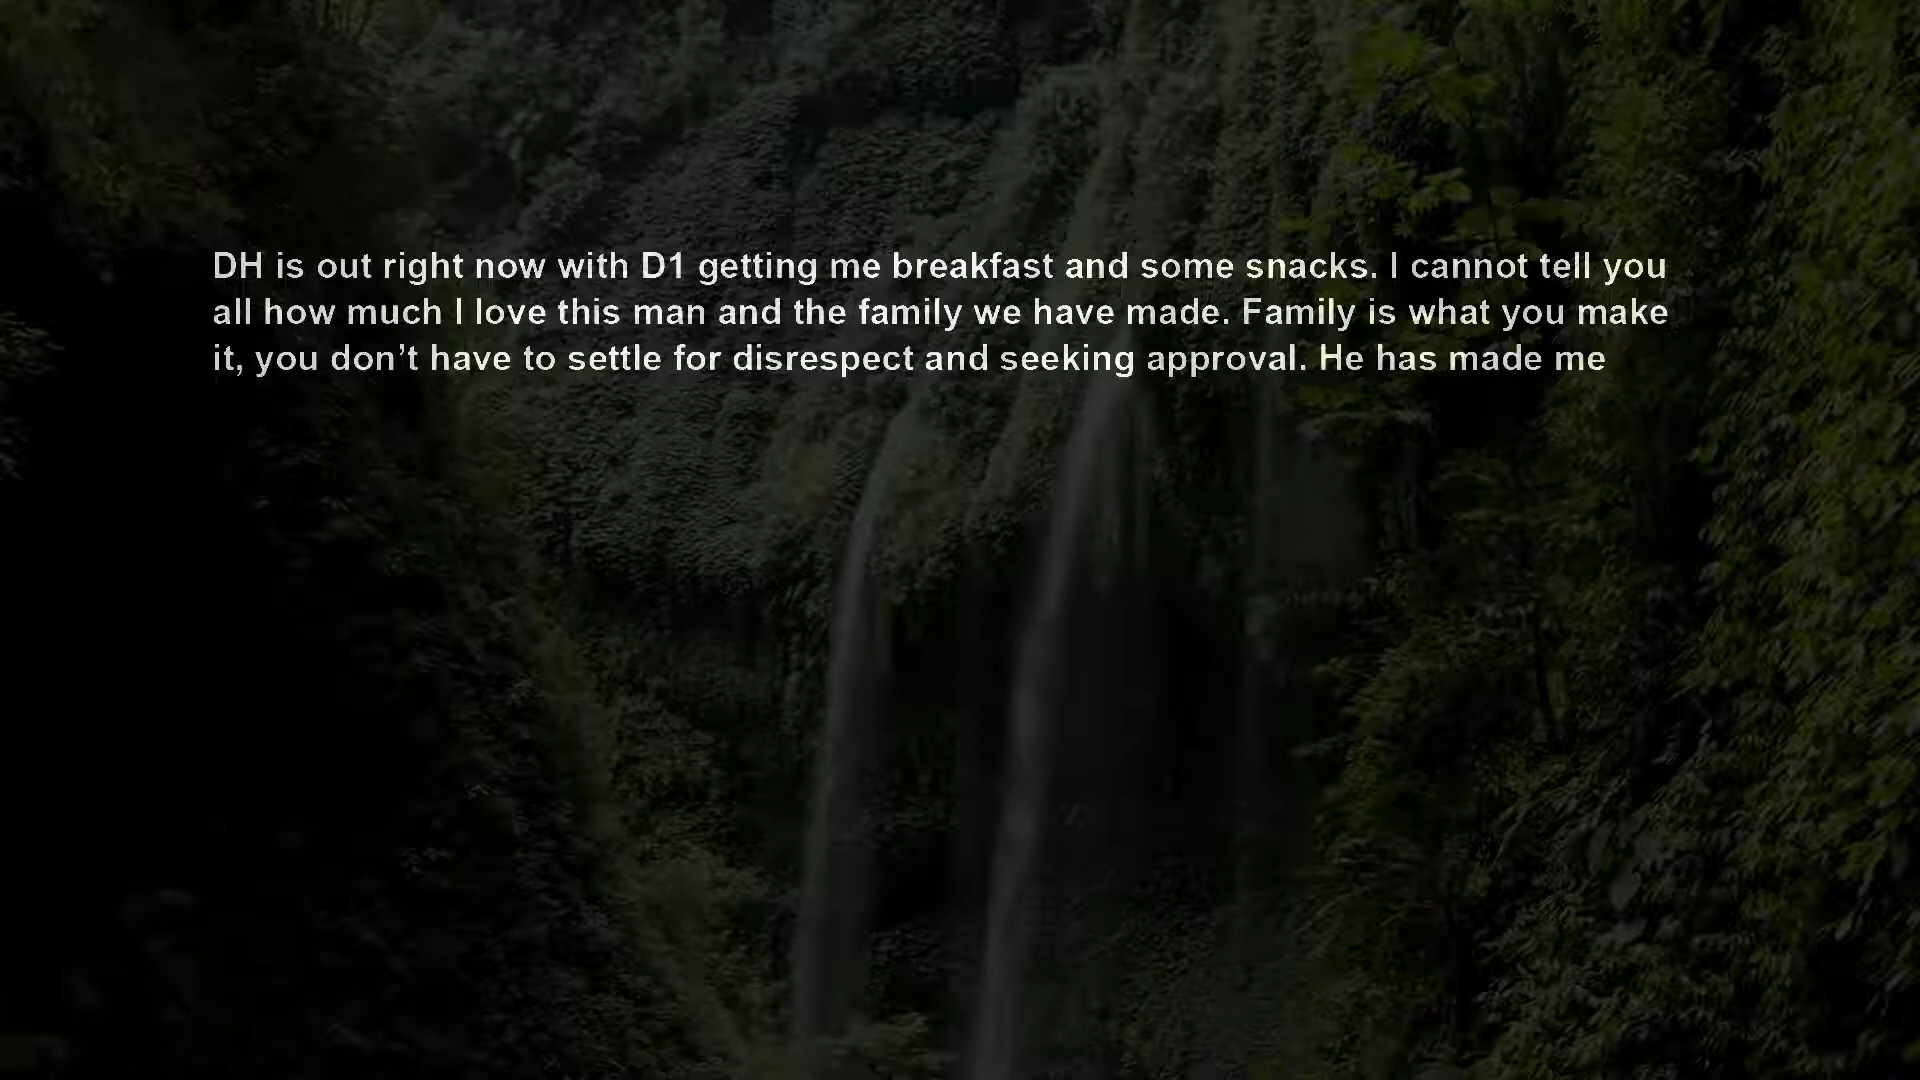 DH is out right now with D1 getting me breakfast and some snacks. I cannot tell you
all how much I love this man and the family we have made. Family is what you make
it, you don’t have to settle for disrespect and seeking approval. He has made me